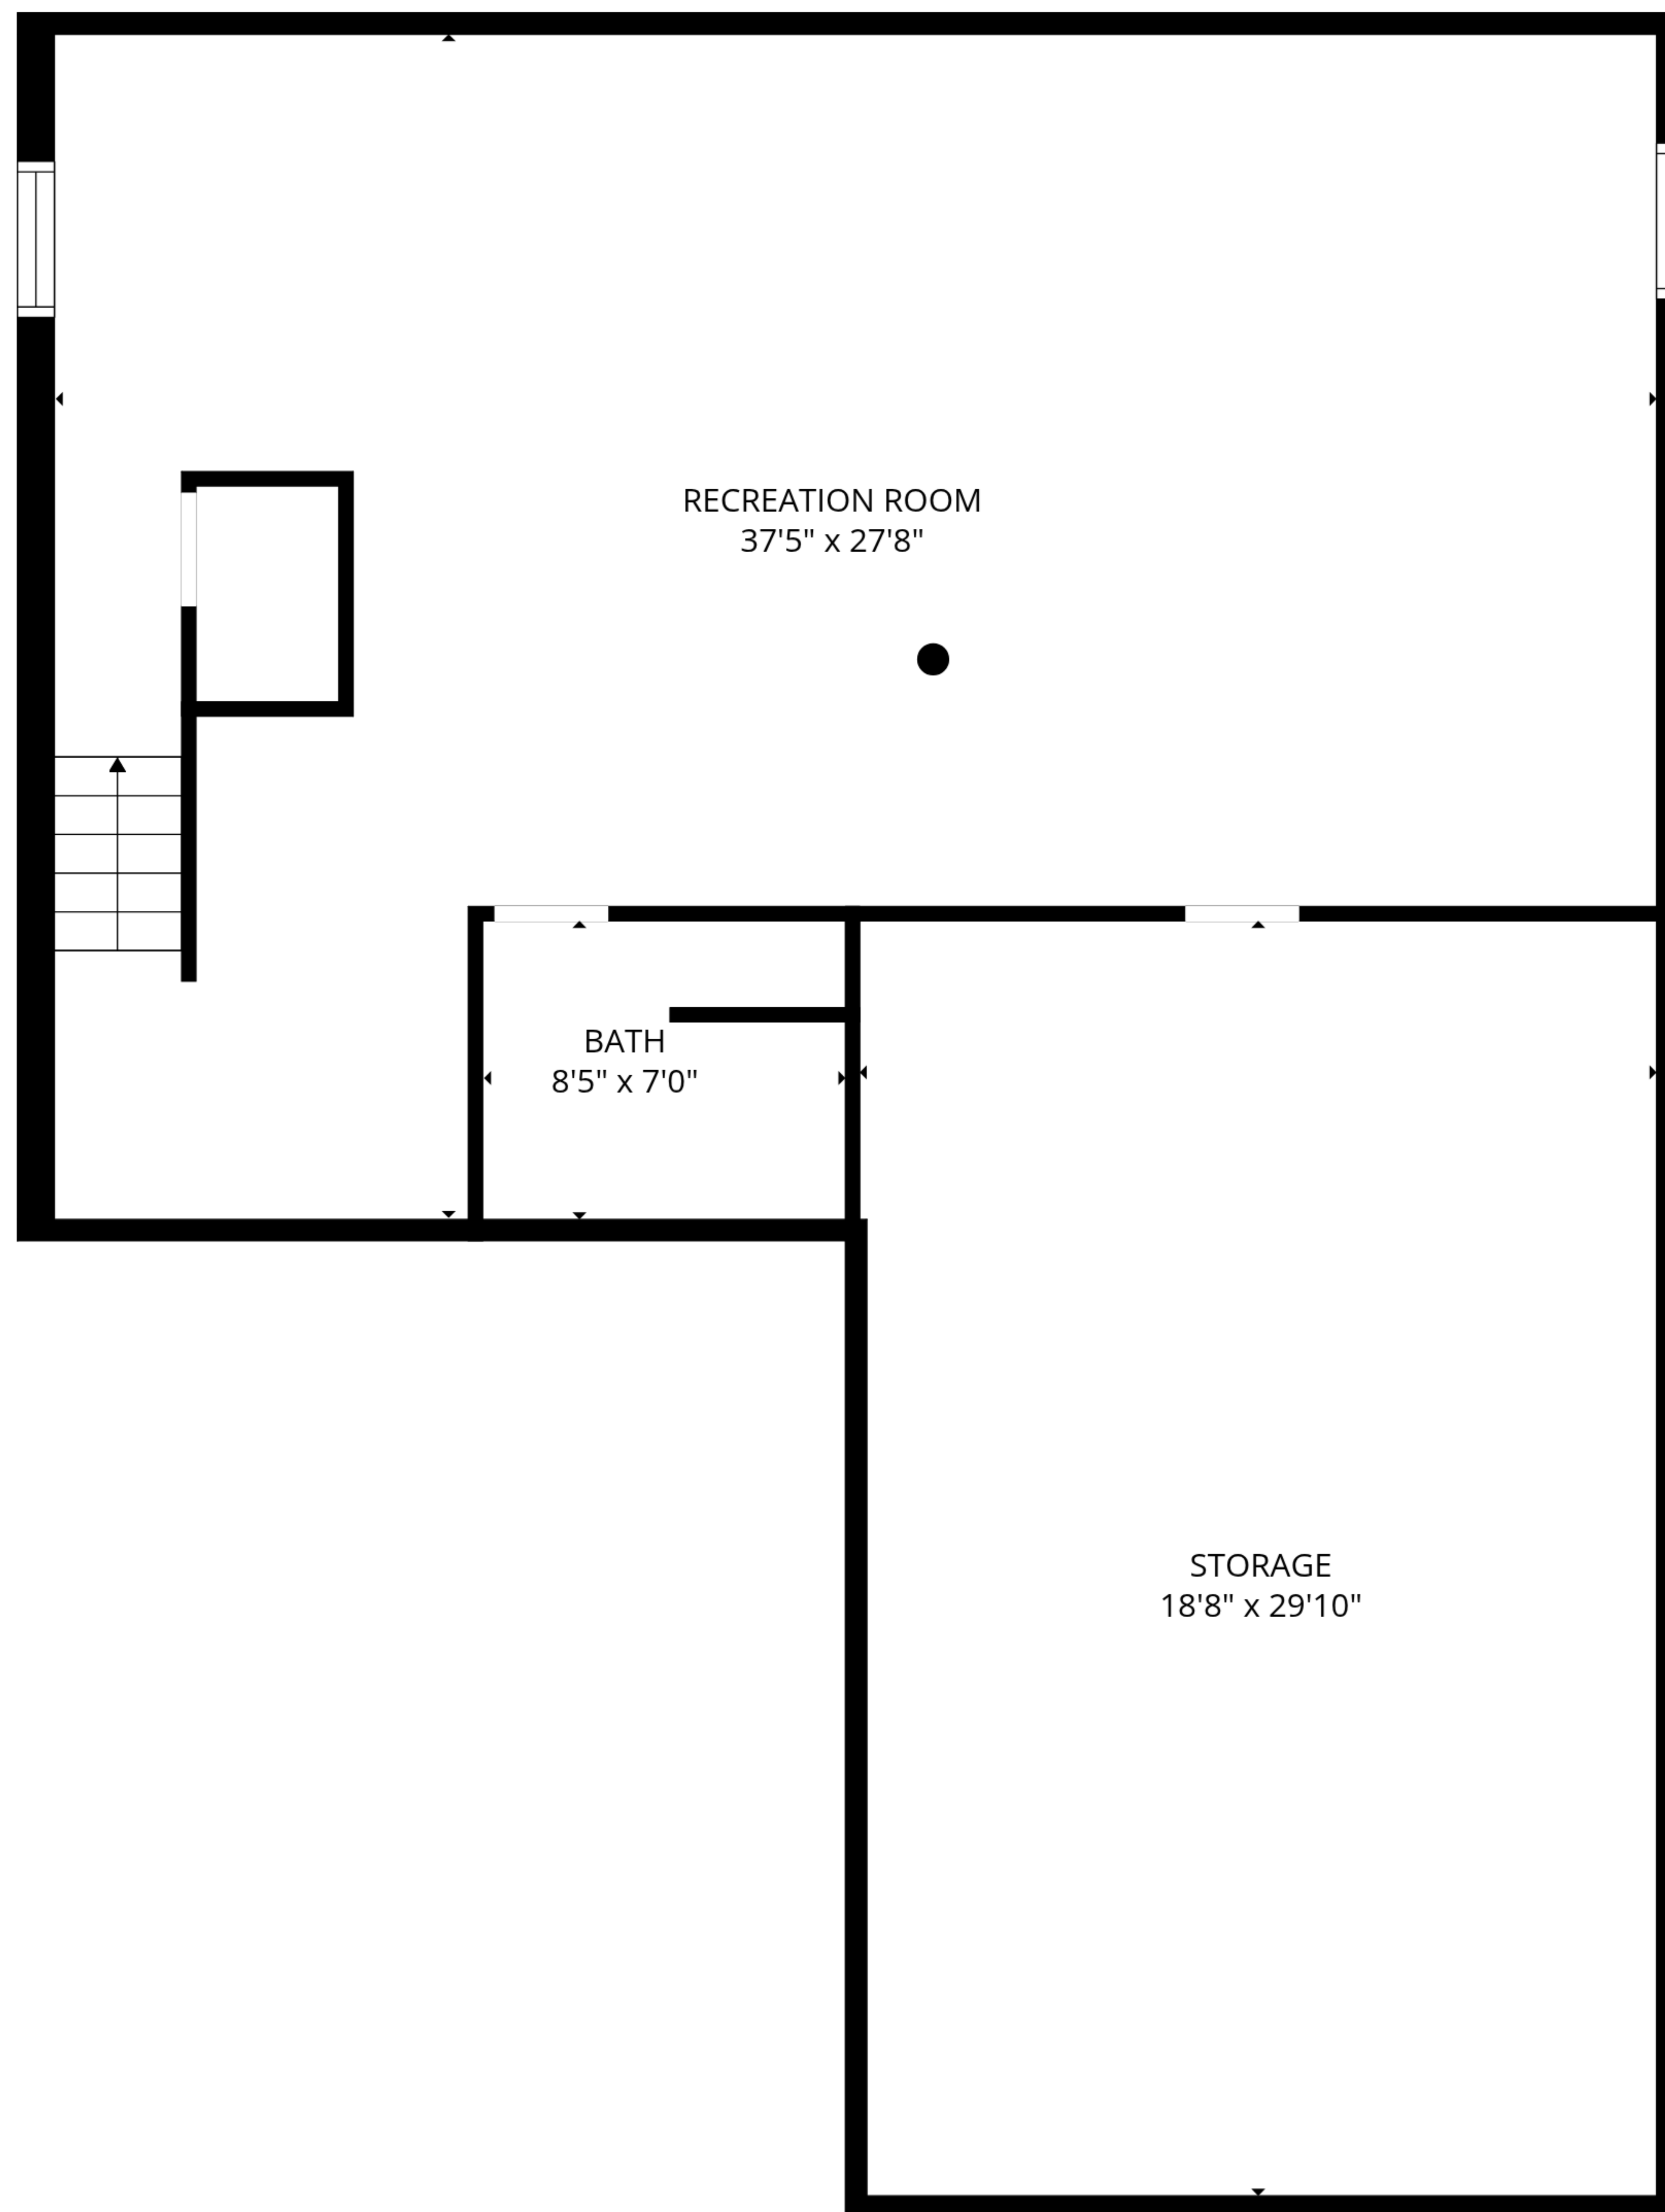 RECREATION ROOM
37'5" x 27'8"
BATH
8'5" x 7'0"
STORAGE
18'8" x 29'10"